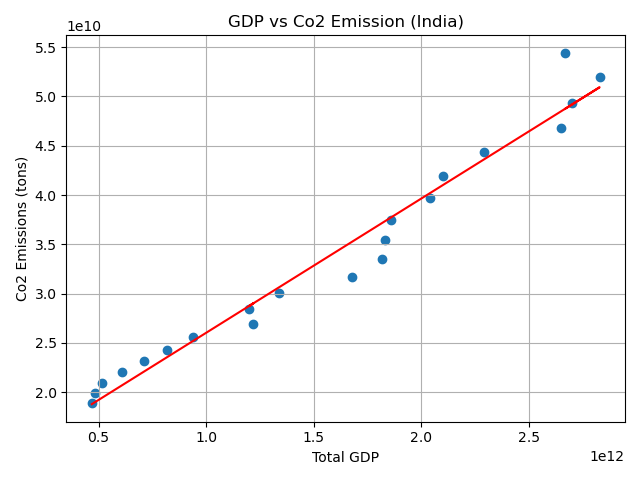 GDP vs Co2 Emission (India)
1e10
5.5
5.0
4.5
4.0
3.5
3.0
2.5
2.0
Co2 Emissions (tons)
0.5 1.0 1.5 2.0 2.5
1e12
Total GDP